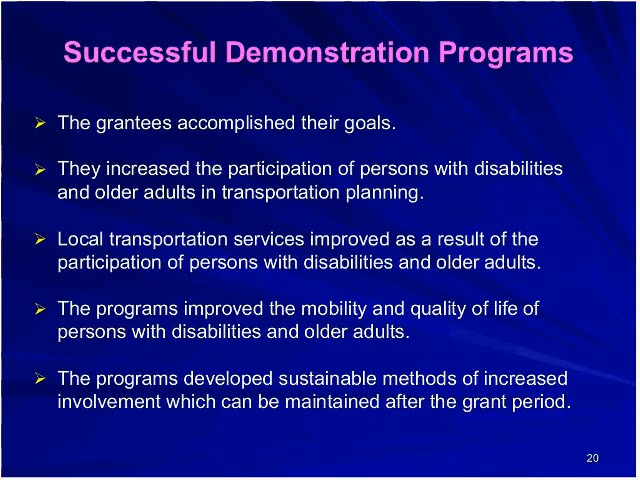 Successful Demonstration Programs
The grantees accomplished their goals.
They increased the participation of persons with disabilities
and older adults in transportation planning.
Local transportation services improved as a result of the
participation of persons with disabilities and older adults.
The programs improved the mobility and quality of life of
persons with disabilities and older adults.
The programs developed sustainable methods of increased
involvement which can be maintained after the grant period.
20